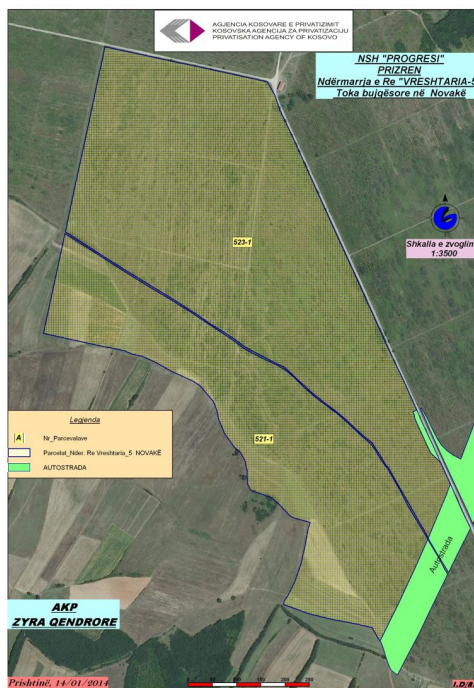 AGJENCIA KOSOVARE E PRIVATIZIMIT
KOSOVSKA AGENCIJA ZA PRIVATIZACIJU
PRIVATISATION AGENCY OF KOSOVO
NSH "PROGRESI"
PRIZREN
Ndërmarrja e Re "VRESHTARIA-5
Toka bujqësore në Novakë
Shkalla e zvoglim
1:3500
523-1
521-1
Legjenda
A Nr_Parcevalave
Parcelat_Nder. Re Vreshtaria_5 NOVAKË
AUTOSTRADA
Autostrada
AKP
ZYRA QENDRORE
Prishtinë, 14/01/2014